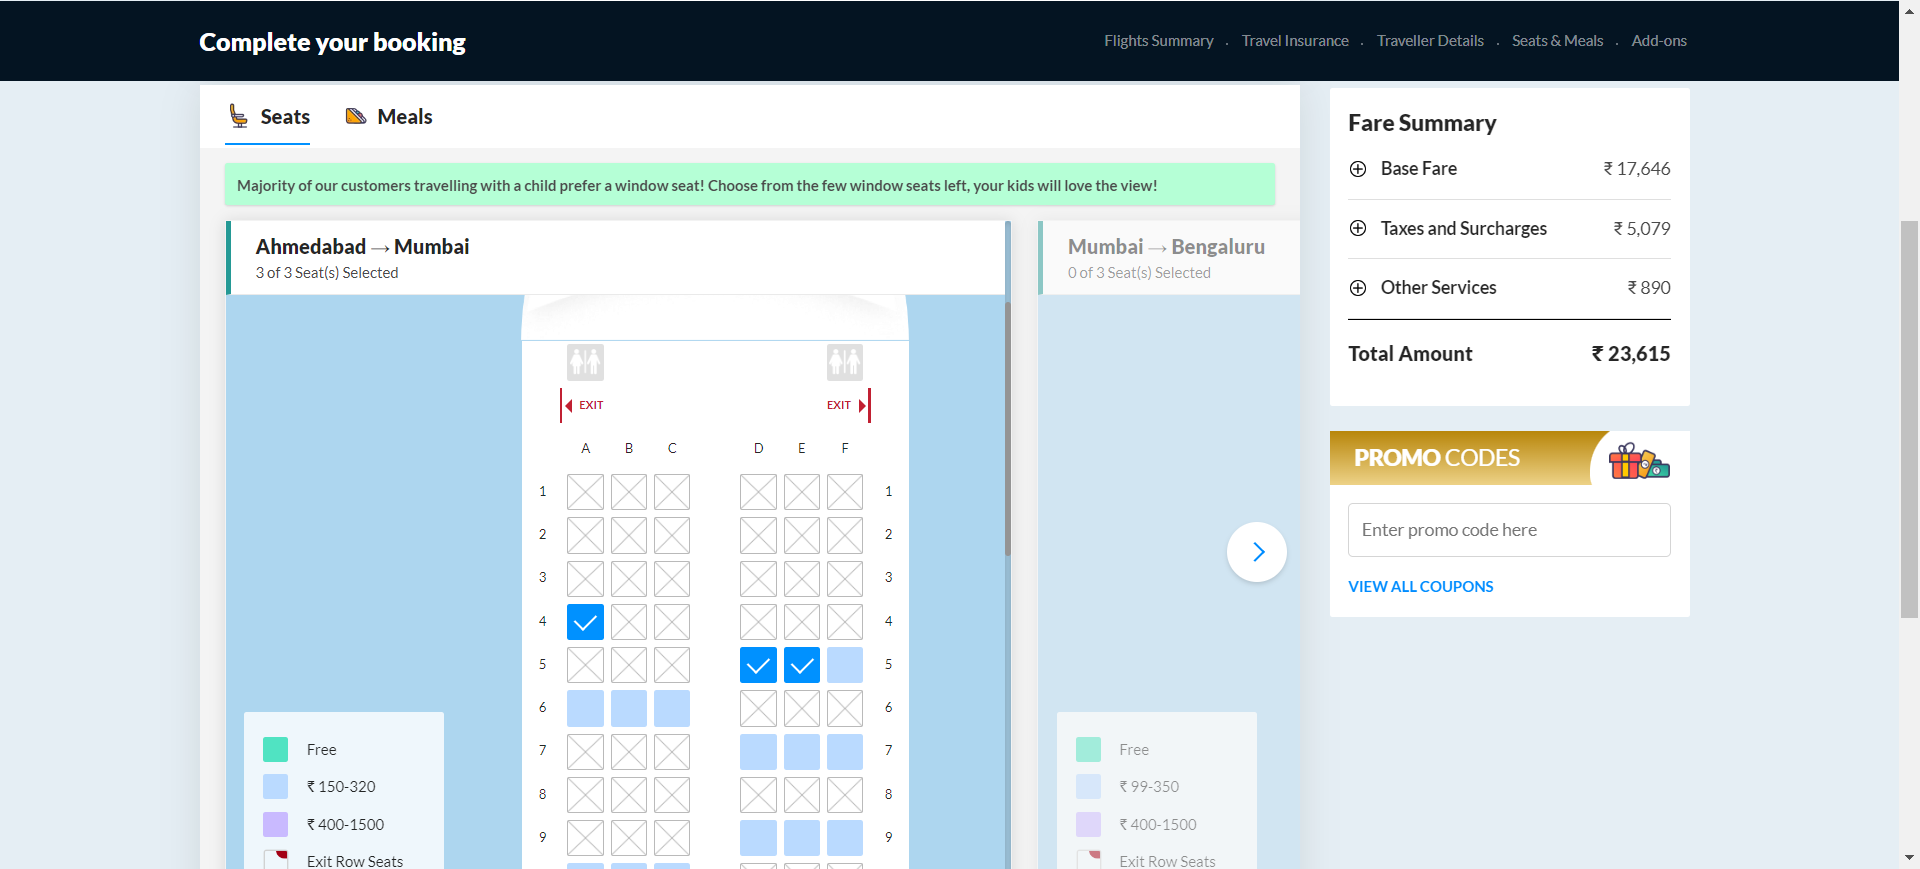 Complete your booking
Flights Summary . Travel Insurance . Traveller Details . Seats & Meals . Add-ons
Seats Meals
Majority of our customers travelling with a child prefer a window seat! Choose from the few window seats left, your kids will love the view!
Ahmedabad → Mumbai
3 of 3 Seat(s) Selected
EXIT EXIT
A B C D E F
1 1
2 2
3 3
4 4
5 5
6 6
7 7
8 8
9 9
Free
₹ 150-320
₹ 400-1500
Exit Row Seats
Mumbai → Bengaluru
0 of 3 Seat(s) Selected
Free
₹ 99-350
₹ 400-1500
Exit Row Seats
Fare Summary
Base Fare ₹ 17,646
Taxes and Surcharges ₹ 5,079
Other Services ₹ 890
Total Amount ₹ 23,615
PROMO CODES
Enter promo code here
VIEW ALL COUPONS